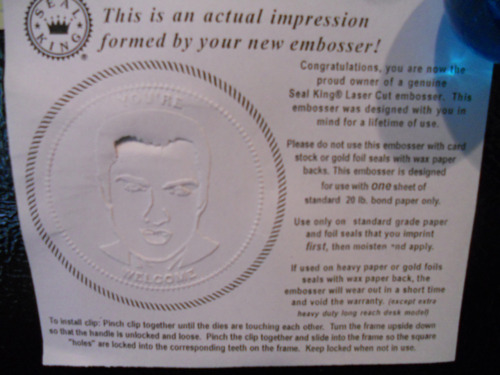 SEAL
KING
®
This is an actual impression
formed by your new embosser!
Congratulations, you are now the
proud owner of a genuine
Seal King® Laser Cut embosser. This
embosser was designed with you in
mind for a lifetime of use.
Please do not use this embosser with card
stock or gold foil seals with wax paper
backs. This embosser is designed
for use with one sheet of
standard 20 lb. bond paper only.
Use only on standard grade paper
and foil seals that you imprint
first, then moisten and apply.
If used on heavy paper or gold foils
seals with wax paper back, the
embosser will wear out in a short time
and void the warranty. (except extra
heavy duty long reach desk model)
WELCOME
To install clip: Pinch clip together until the dies are touching each other. Turn the frame upside down
so that the handle is unlocked and loose. Pinch the clip together and slide into the frame so the square
"holes" are locked into the corresponding teeth on the frame. Keep locked when not in use.